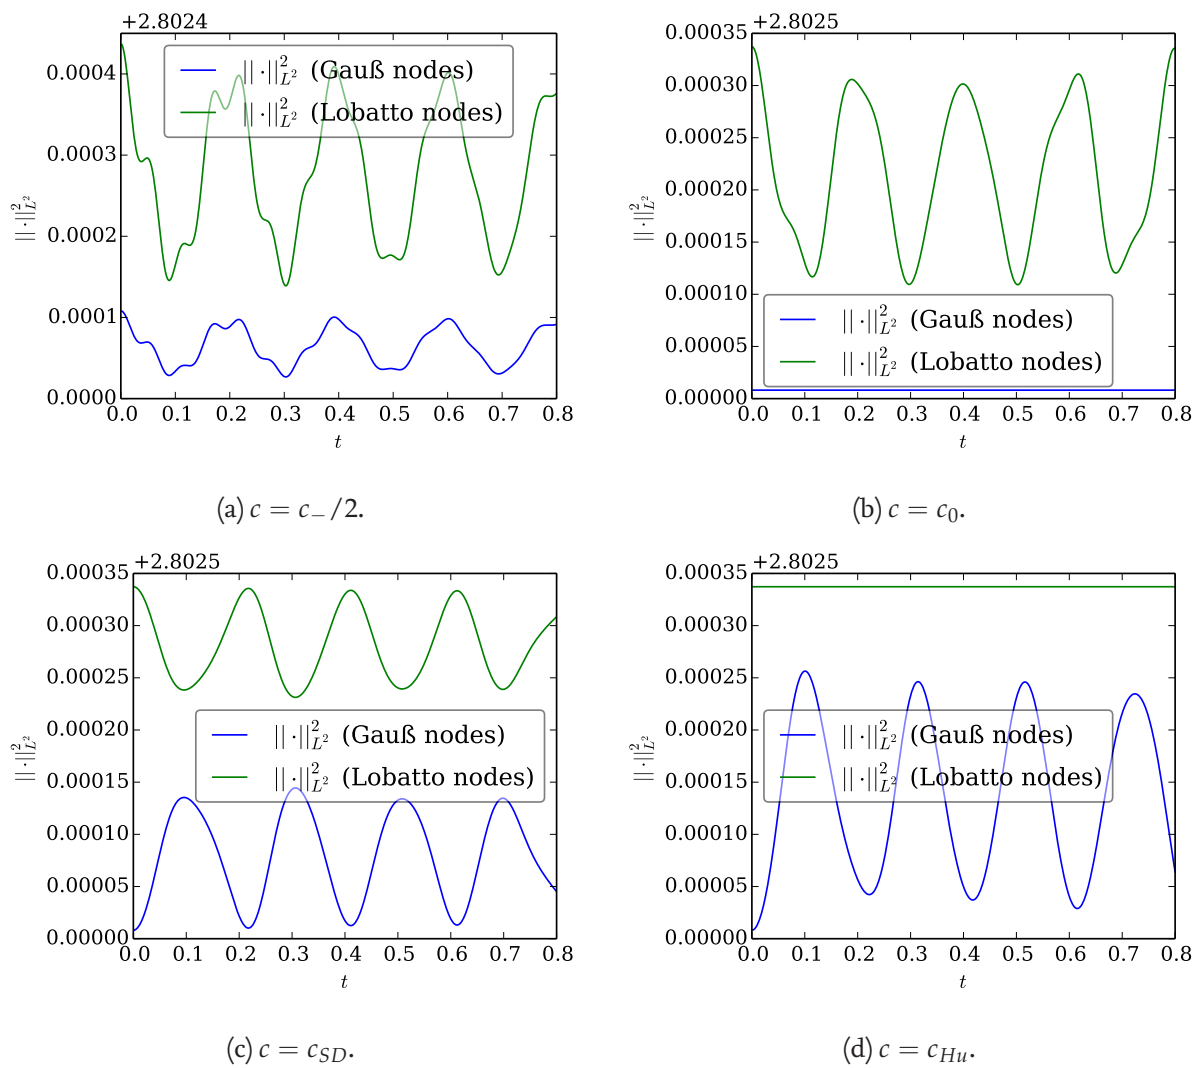 +2.8024
0.0004
0.0003
0.0002
0.0001
0.0000
|| ·||²_{L²}
|| ·||²_{L²} (Gauß nodes)
|| ·||²_{L²} (Lobatto nodes)
0.0 0.1 0.2 0.3 0.4 0.5 0.6 0.7 0.8
t
(a) c = c₋/2.
+2.8025
0.00035
0.00030
0.00025
0.00020
0.00015
0.00010
0.00005
0.00000
|| ·||²_{L²}
|| ·||²_{L²} (Gauß nodes)
|| ·||²_{L²} (Lobatto nodes)
0.0 0.1 0.2 0.3 0.4 0.5 0.6 0.7 0.8
t
(b) c = c₀.
+2.8025
0.00035
0.00030
0.00025
0.00020
0.00015
0.00010
0.00005
0.00000
|| ·||²_{L²}
|| ·||²_{L²} (Gauß nodes)
|| ·||²_{L²} (Lobatto nodes)
0.0 0.1 0.2 0.3 0.4 0.5 0.6 0.7 0.8
t
(c) c = c_{SD}.
+2.8025
0.00035
0.00030
0.00025
0.00020
0.00015
0.00010
0.00005
0.00000
|| ·||²_{L²}
|| ·||²_{L²} (Gauß nodes)
|| ·||²_{L²} (Lobatto nodes)
0.0 0.1 0.2 0.3 0.4 0.5 0.6 0.7 0.8
t
(d) c = c_{Hu}.